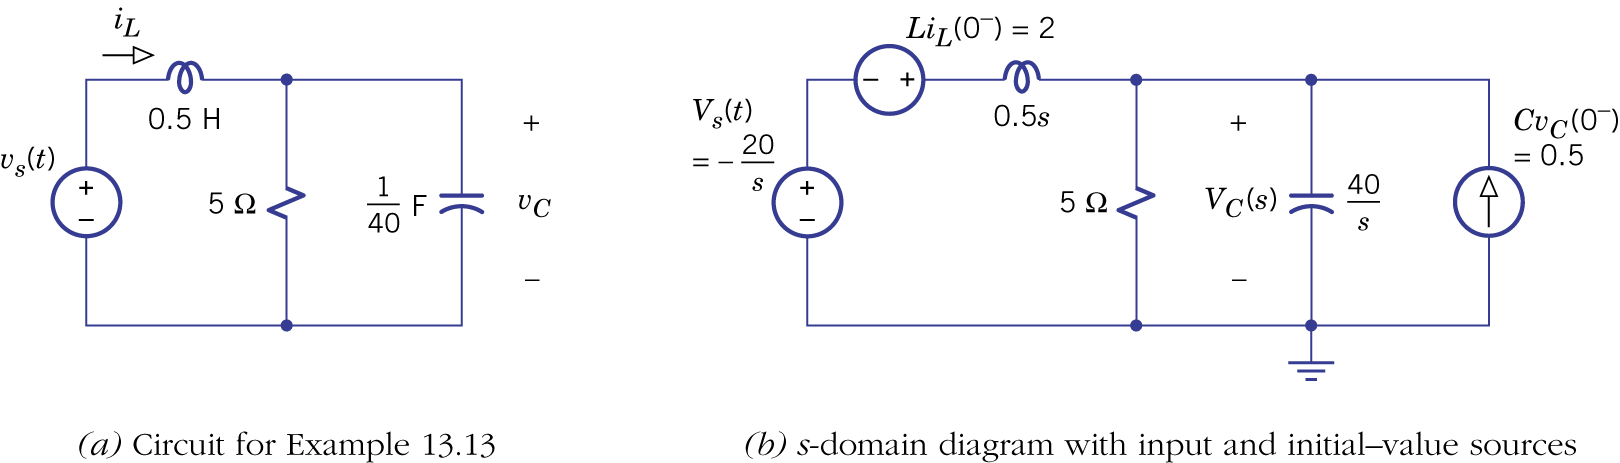 i_L
0.5 H
v_s(t)
+
−
5 Ω
1/40 F
+
v_C
−
(a) Circuit for Example 13.13
Li_L(0⁻) = 2
− +
0.5s
V_s(t)
= − 20/s
+
−
5 Ω
+
V_C(s)
−
40/s
Cv_C(0⁻)
= 0.5
(b) s-domain diagram with input and initial–value sources